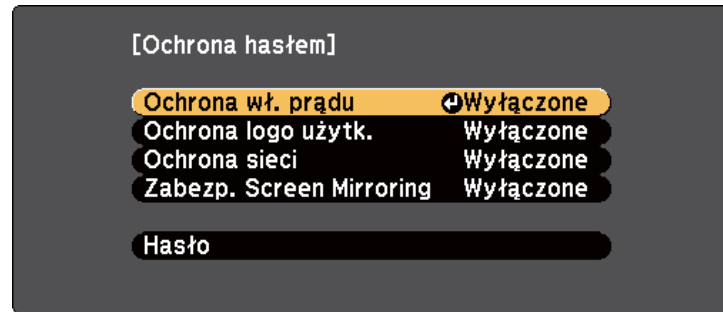 [Ochrona hasłem]
Ochrona wł. prądu Wyłączone
Ochrona logo użytk. Wyłączone
Ochrona sieci Wyłączone
Zabezp. Screen Mirroring Wyłączone
Hasło